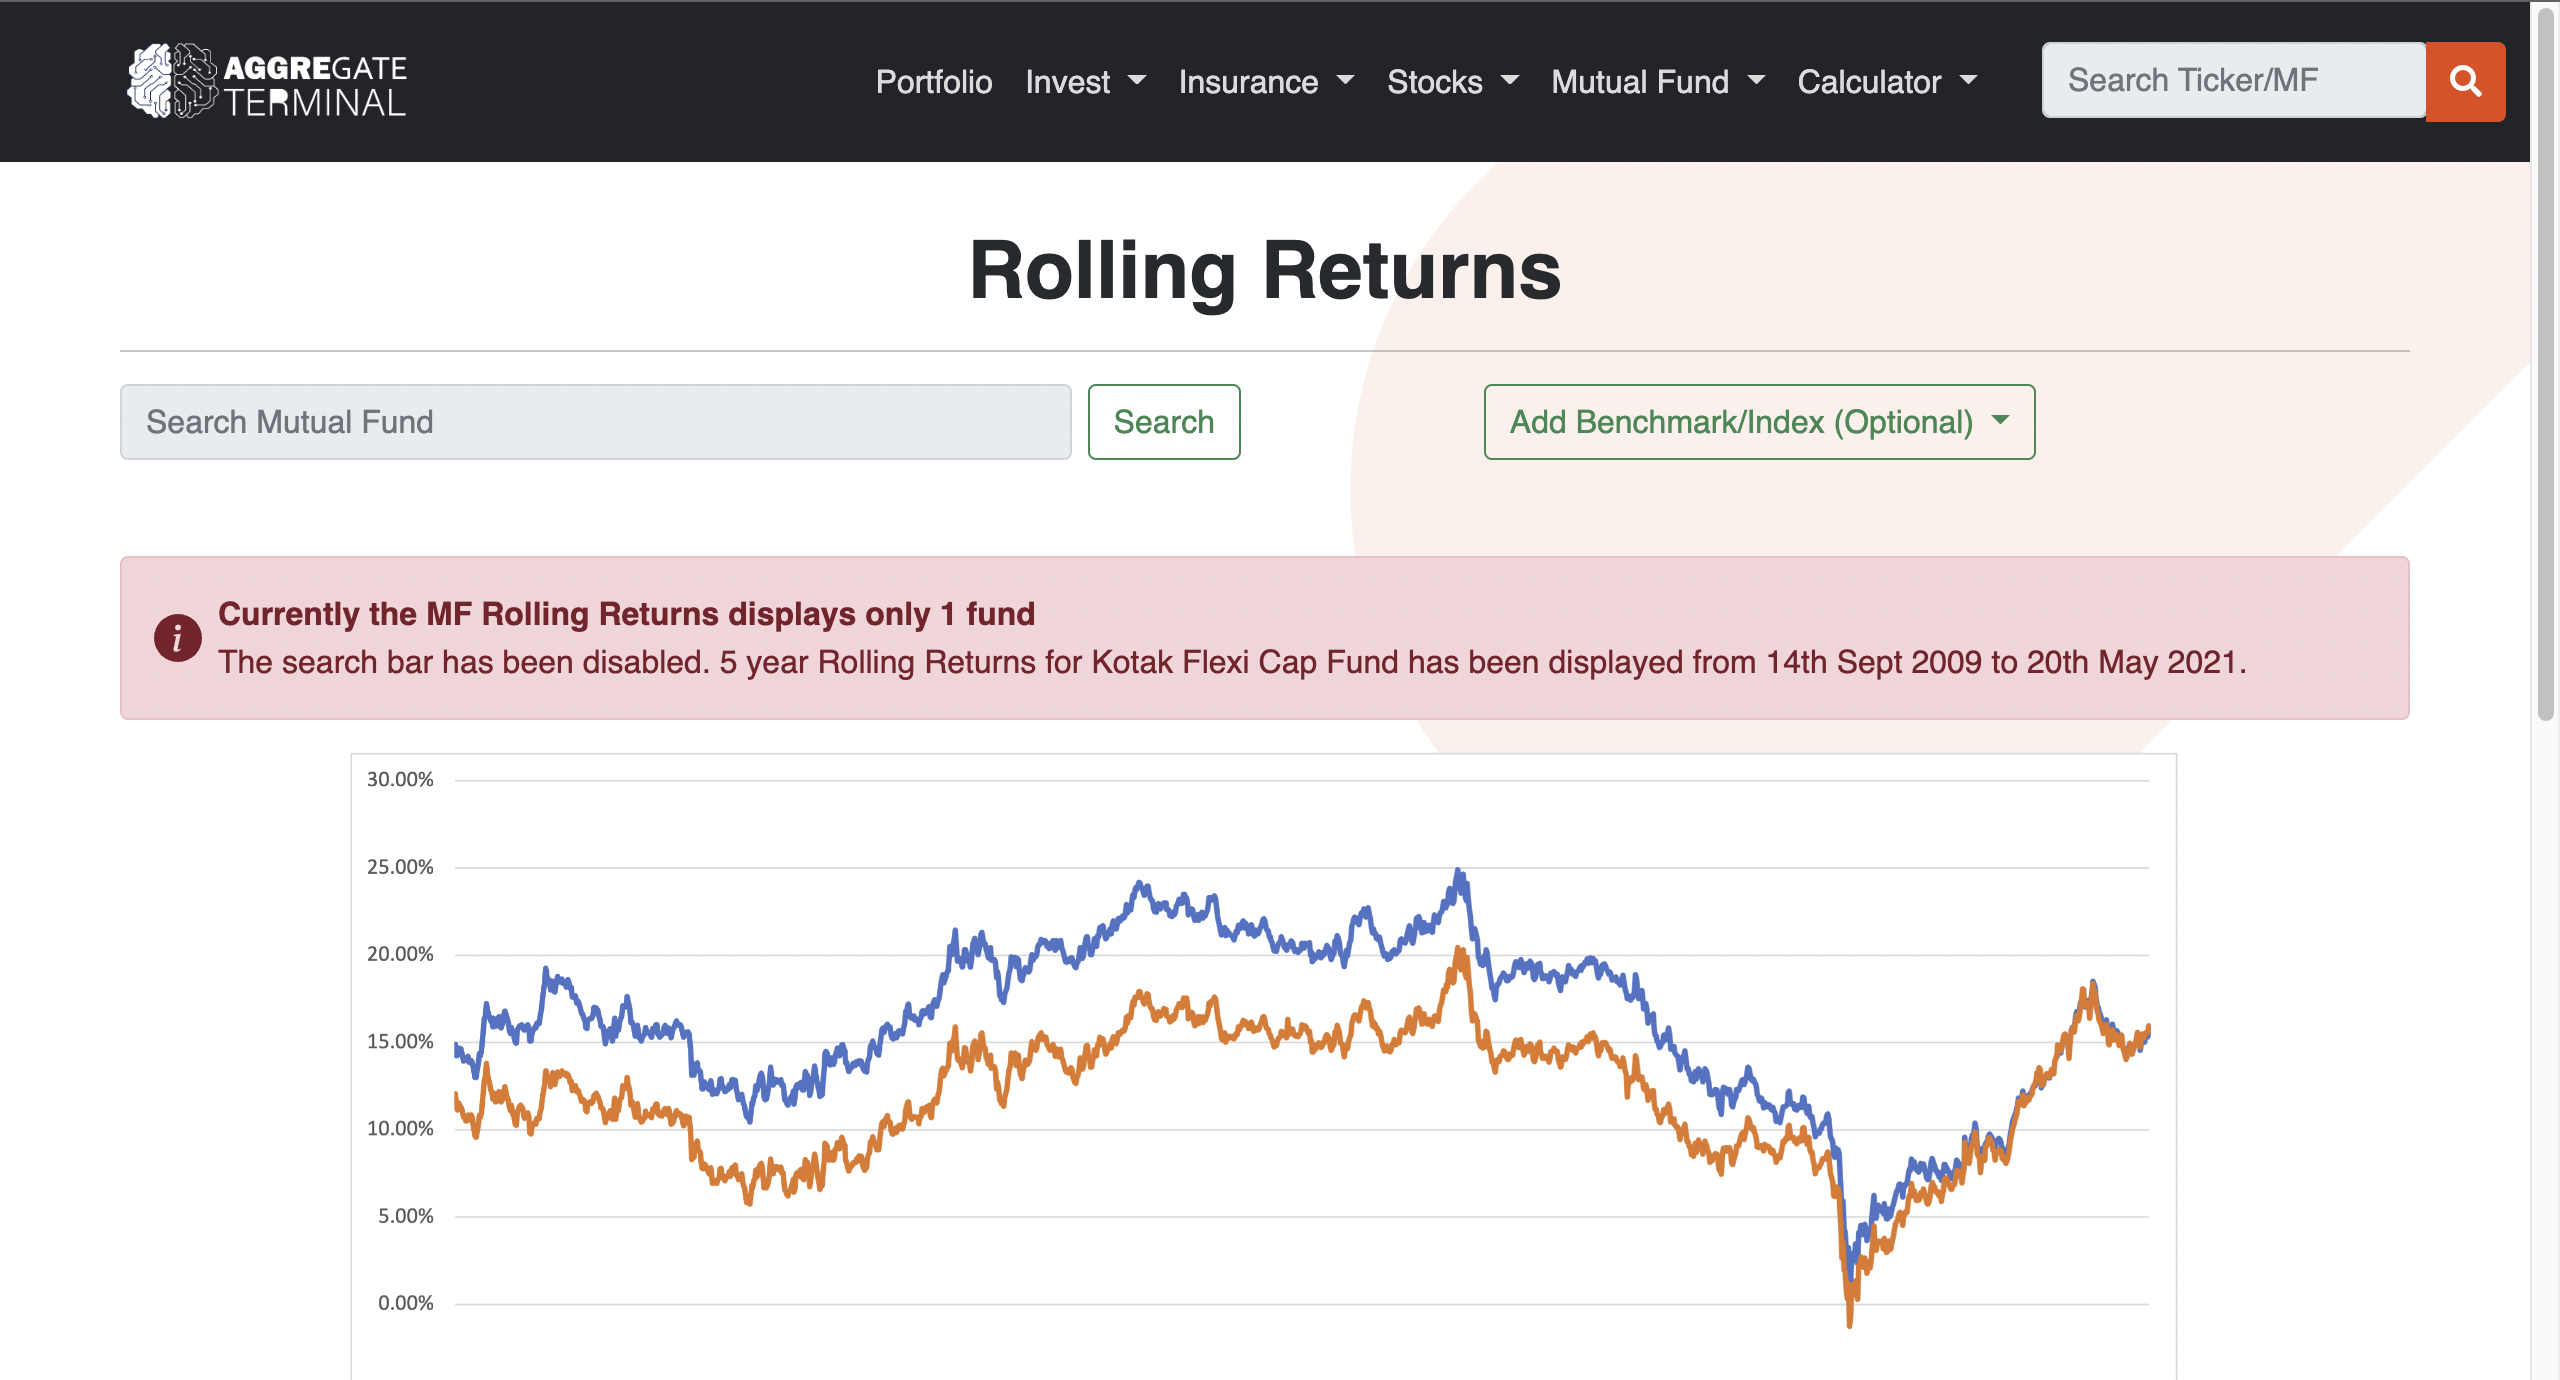 AGGREGATE
TERMINAL
Portfolio Invest Insurance Stocks Mutual Fund Calculator Search Ticker/MF
Rolling Returns
Search Mutual Fund Search Add Benchmark/Index (Optional)
Currently the MF Rolling Returns displays only 1 fund
i
The search bar has been disabled. 5 year Rolling Returns for Kotak Flexi Cap Fund has been displayed from 14th Sept 2009 to 20th May 2021.
30.00%
25.00%
20.00%
15.00%
10.00%
5.00%
0.00%